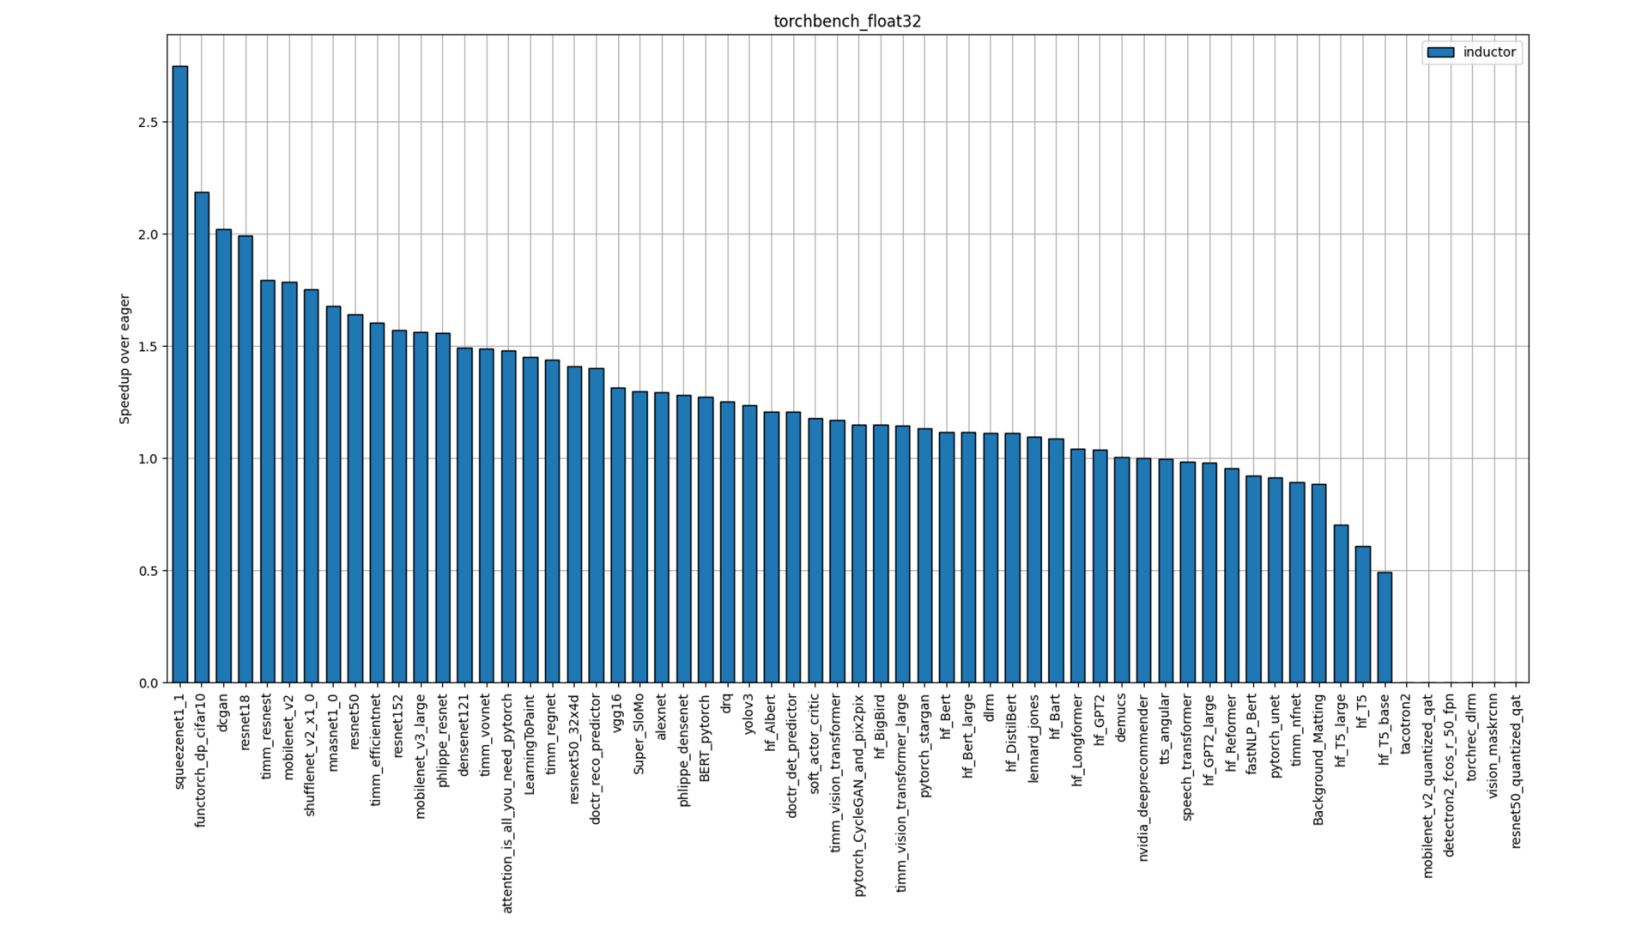 torchbench_float32
inductor
Speedup over eager
2.5
2.0
1.5
1.0
0.5
0.0
squeezenet1_1
functorch_dp_cifar10
dcgan
resnet18
timm_resnest
mobilenet_v2
shufflenet_v2_x1_0
mnasnet1_0
resnet50
timm_efficientnet
resnet152
mobilenet_v3_large
phlippe_resnet
densenet121
timm_vovnet
attention_is_all_you_need_pytorch
LearningToPaint
timm_regnet
resnext50_32x4d
doctr_reco_predictor
vgg16
Super_SloMo
alexnet
phlippe_densenet
BERT_pytorch
drq
yolov3
hf_Albert
doctr_det_predictor
soft_actor_critic
timm_vision_transformer
pytorch_CycleGAN_and_pix2pix
hf_BigBird
timm_vision_transformer_large
pytorch_stargan
hf_Bert
hf_Bert_large
dlrm
hf_DistilBert
lennard_jones
hf_Bart
hf_Longformer
hf_GPT2
demucs
nvidia_deeprecommender
tts_angular
speech_transformer
hf_GPT2_large
hf_Reformer
fastNLP_Bert
pytorch_unet
timm_nfnet
Background_Matting
hf_T5_large
hf_T5
hf_T5_base
tacotron2
mobilenet_v2_quantized_qat
detectron2_fcos_r_50_fpn
torchrec_dlrm
vision_maskrcnn
resnet50_quantized_qat